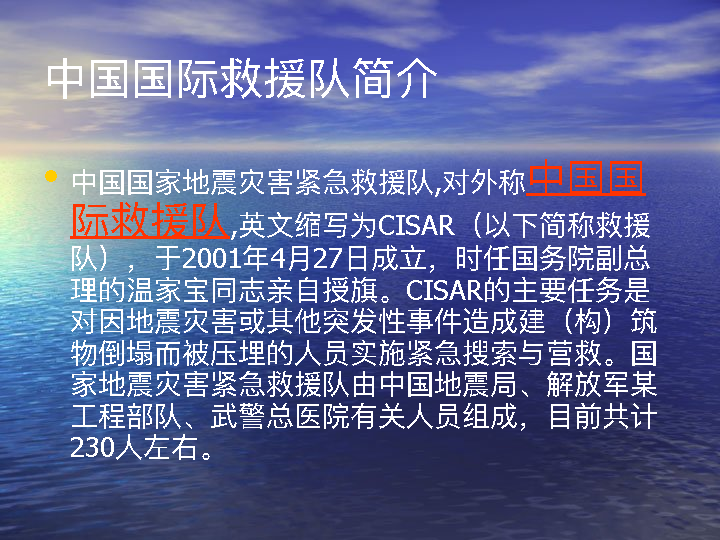 中国国际救援队简介
中国国家地震灾害紧急救援队,对外称中国国
际救援队,英文缩写为CISAR（以下简称救援
队），于2001年4月27日成立，时任国务院副总
理的温家宝同志亲自授旗。CISAR的主要任务是
对因地震灾害或其他突发性事件造成建（构）筑
物倒塌而被压埋的人员实施紧急搜索与营救。国
家地震灾害紧急救援队由中国地震局、解放军某
工程部队、武警总医院有关人员组成，目前共计
230人左右。